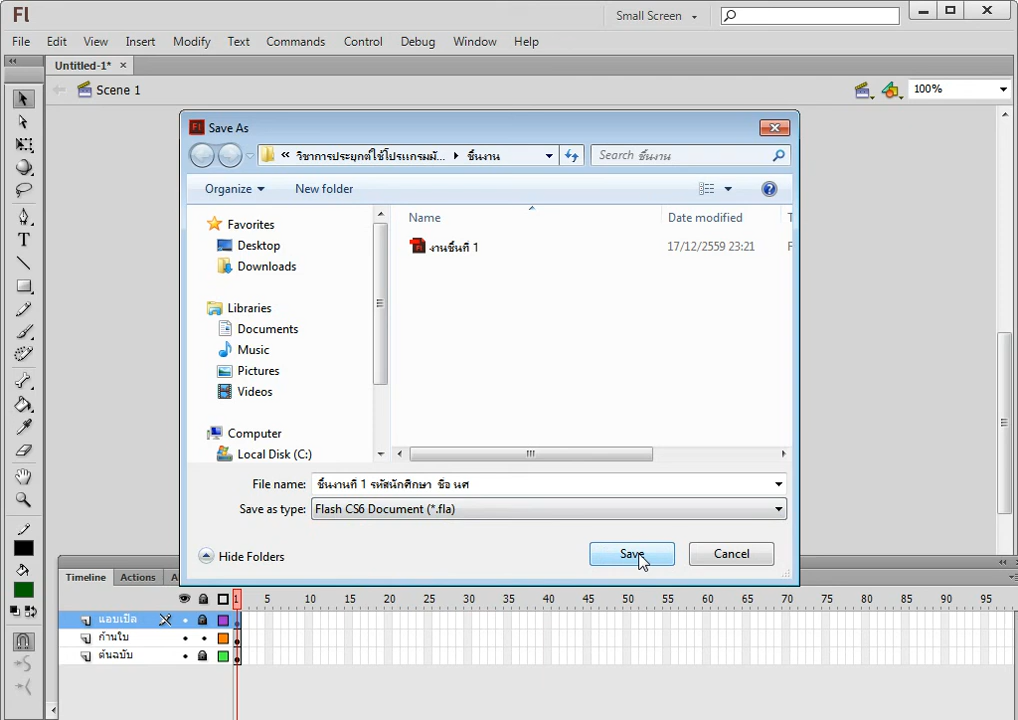 Fl
Small Screen
File Edit View Insert Modify Text Commands Control Debug Window Help
Untitled-1* ×
Scene 1
100%
Fl Save As
« วิชาการประยุกต์ใช้โปรแกรมมั... ชิ้นงาน
Search ชิ้นงาน
Organize New folder
Favorites
Desktop
Downloads
Libraries
Documents
Music
Pictures
Videos
Computer
Local Disk (C:)
Name Date modified
งานชิ้นที่ 1 17/12/2559 23:21
File name: ชิ้นงานที่ 1 รหัสนักศึกษา ชื่อ นศ
Save as type: Flash CS6 Document (*.fla)
Hide Folders
Save Cancel
Timeline Actions
1 5 10 15 20 25 30 35 40 45 50 55 60 65 70 75 80 85 90 95
แอบเปิ้ล
ก้านใบ
ต้นฉบับ